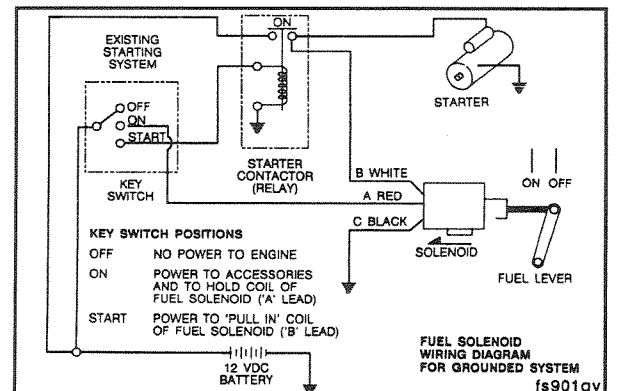 ON
EXISTING
STARTING
SYSTEM
OFF
ON
START
KEY
SWITCH
STARTER
CONTACTOR
(RELAY)
STARTER
B WHITE
A RED
C BLACK
ON OFF
SOLENOID
FUEL LEVER
KEY SWITCH POSITIONS
OFF NO POWER TO ENGINE
ON POWER TO ACCESSORIES
AND TO HOLD COIL OF
FUEL SOLENOID ('A' LEAD)
START POWER TO 'PULL IN' COIL
OF FUEL SOLENOID ('B' LEAD)
12 VDC
BATTERY
FUEL SOLENOID
WIRING DIAGRAM
FOR GROUNDED SYSTEM
fs901gv